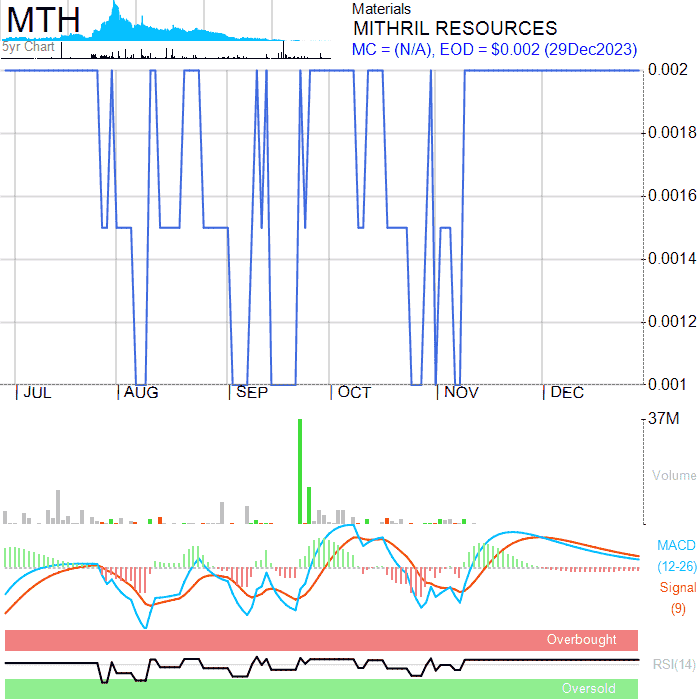 MTH
5yr Chart
Materials
MITHRIL RESOURCES
MC = (N/A), EOD = $0.002 (29Dec2023)
0.002
0.0018
0.0016
0.0014
0.0012
0.001
JUL AUG SEP OCT NOV DEC
37M
Volume
MACD
(12-26)
Signal
(9)
Overbought
RSI(14)
Oversold